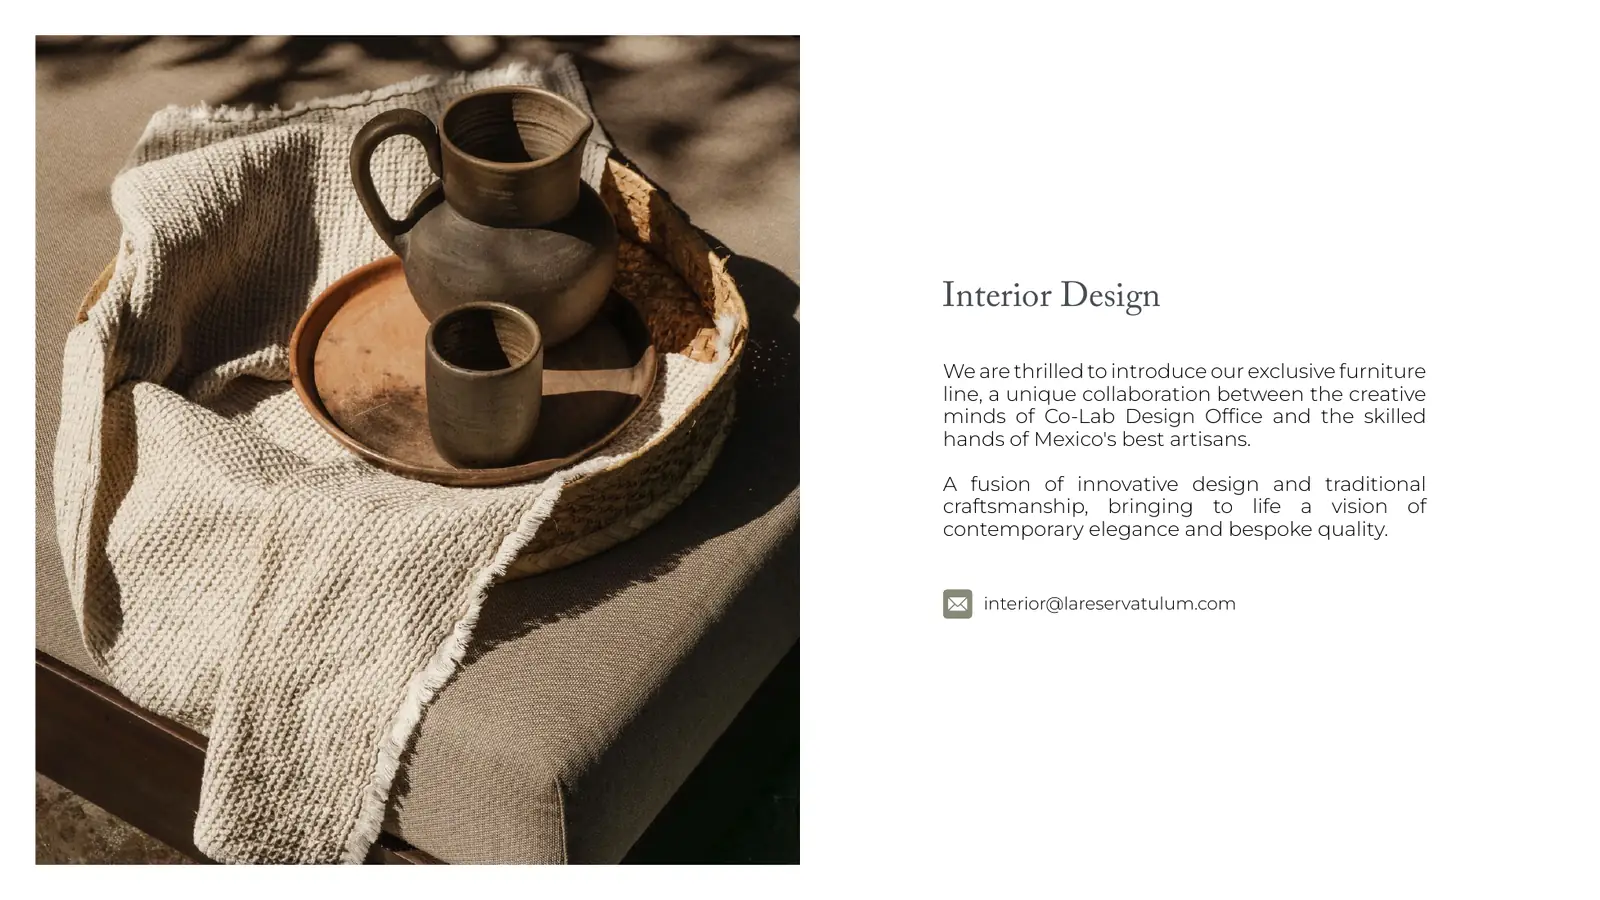 Interior Design
We are thrilled to introduce our exclusive furniture
line, a unique collaboration between the creative
minds of Co-Lab Design Office and the skilled
hands of Mexico's best artisans.
A fusion of innovative design and traditional
craftsmanship, bringing to life a vision of
contemporary elegance and bespoke quality.
interior@lareservatulum.com